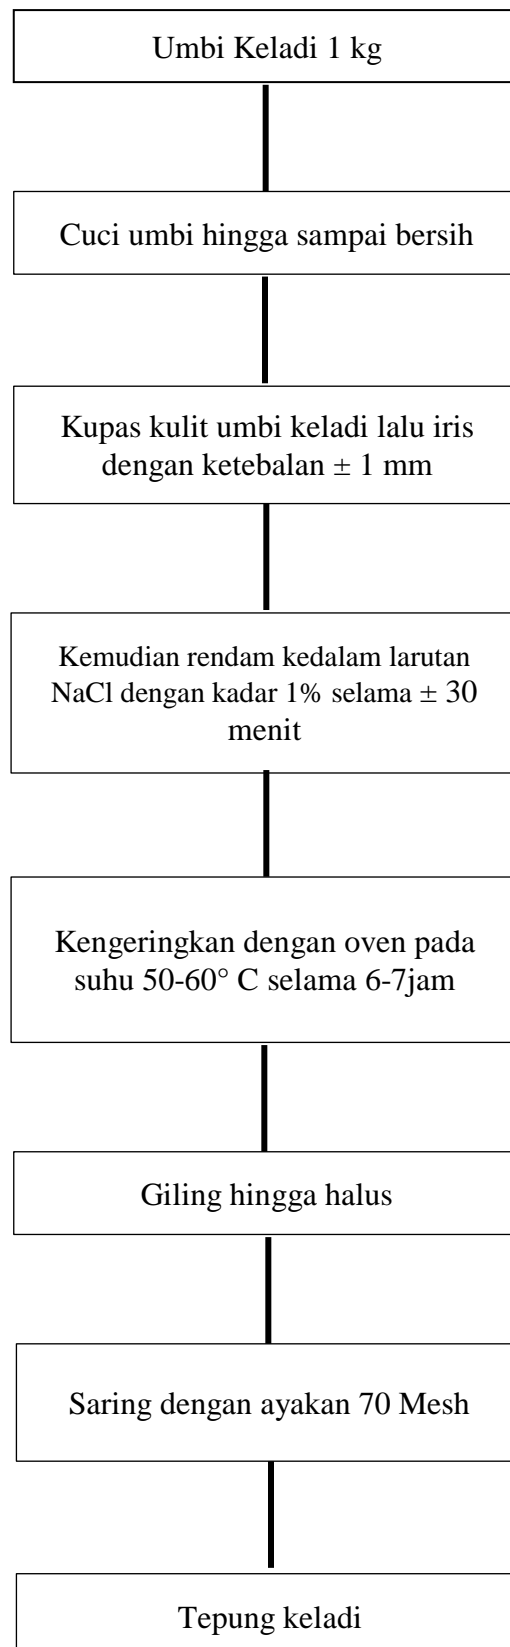 Umbi Keladi 1 kg
Cuci umbi hingga sampai bersih
Kupas kulit umbi keladi lalu iris
dengan ketebalan ± 1 mm
Kemudian rendam kedalam larutan
NaCl dengan kadar 1% selama ± 30
menit
Kengeringkan dengan oven pada
suhu 50-60° C selama 6-7jam
Giling hingga halus
Saring dengan ayakan 70 Mesh
Tepung keladi